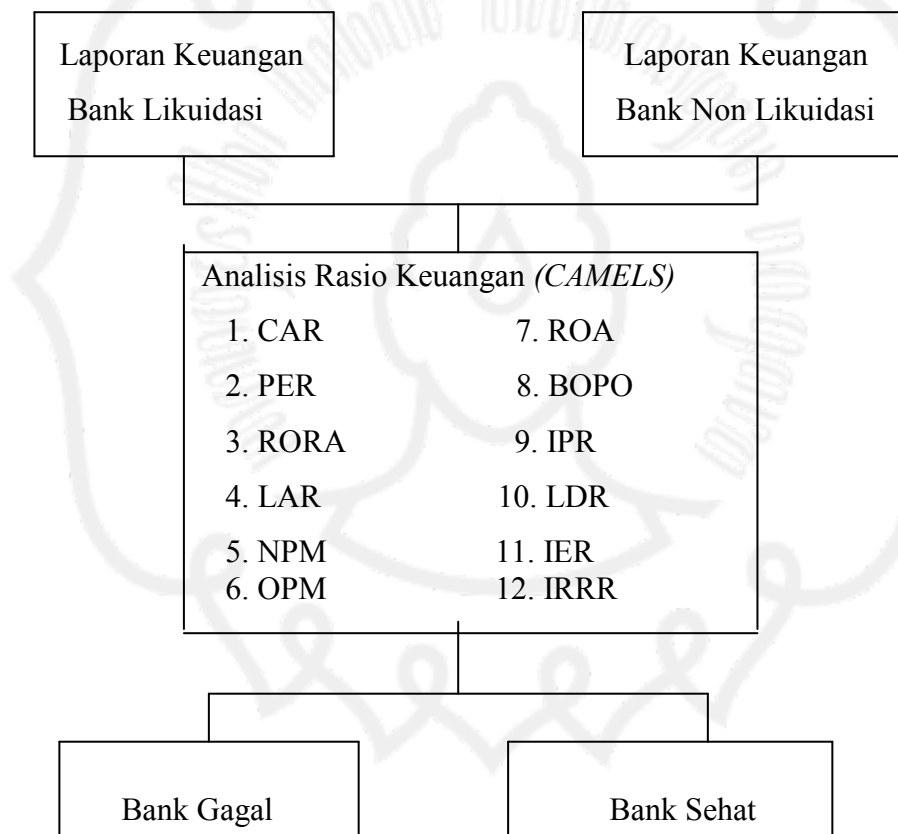 Laporan Keuangan
Bank Likuidasi
Laporan Keuangan
Bank Non Likuidasi
Analisis Rasio Keuangan (CAMELS)
1. CAR
7. ROA
2. PER
8. BOPO
3. RORA
9. IPR
4. LAR
10. LDR
5. NPM
11. IER
6. OPM
12. IRRR
Bank Gagal
Bank Sehat